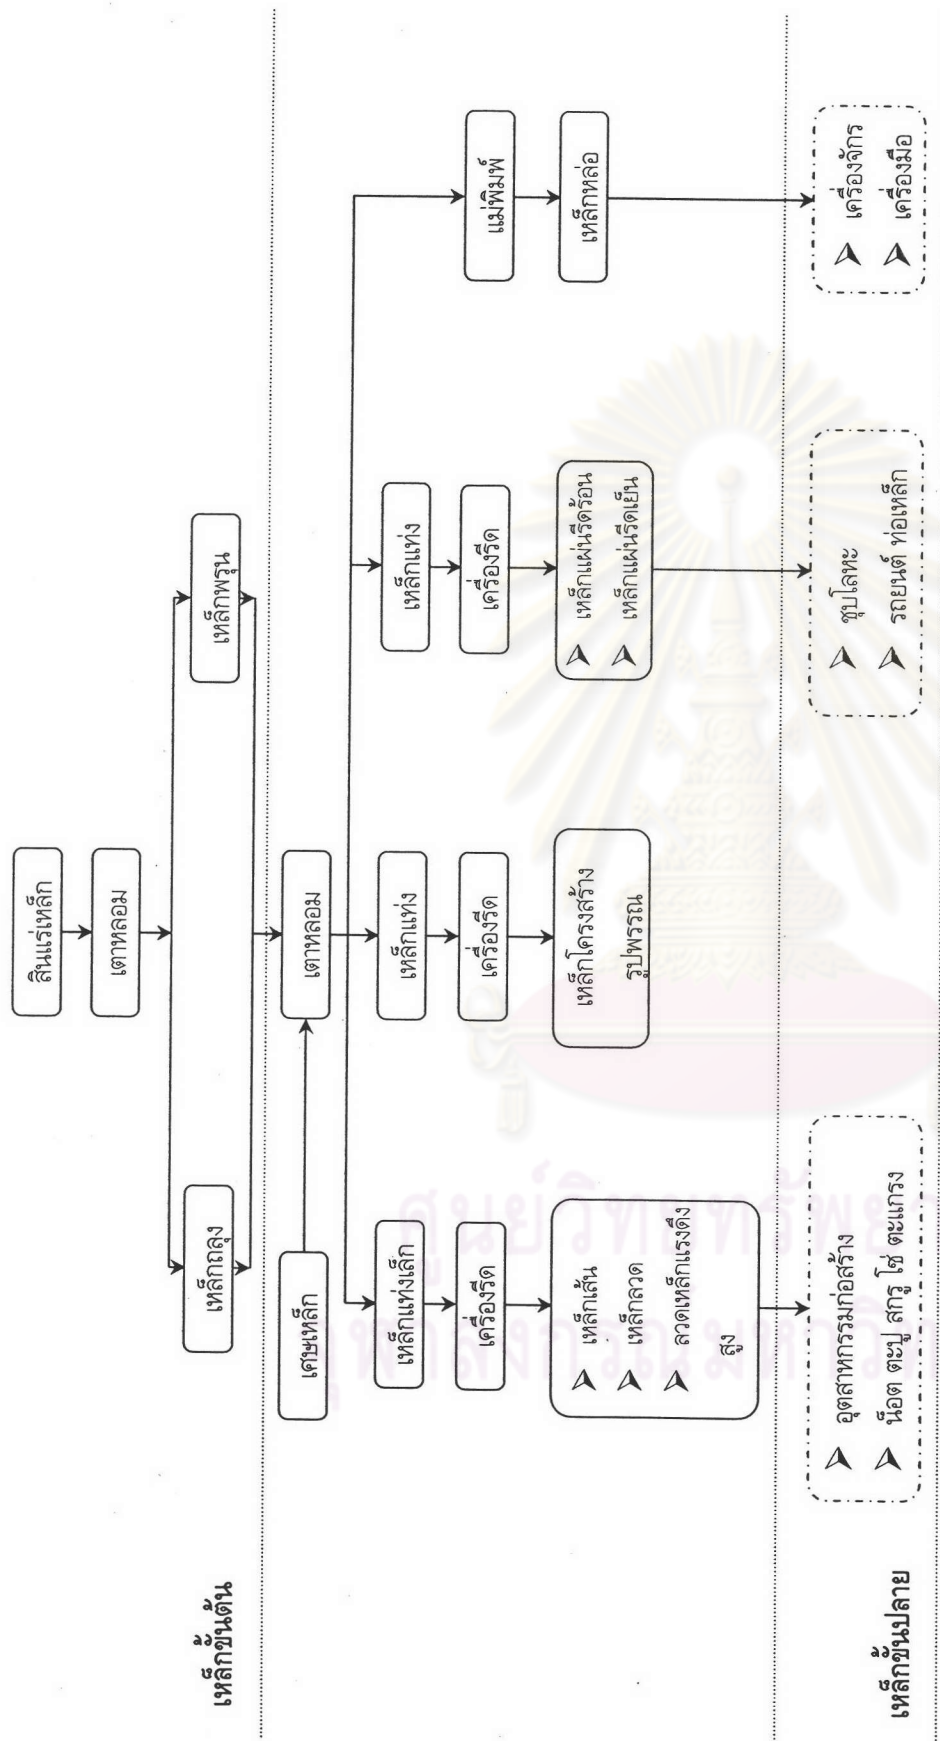 สินแร่เหล็ก
เตาหลอม
เหล็กถลุง
เหล็กพรุน
เหล็กขั้นต้น
เศษเหล็ก
เตาหลอม
เหล็กแท่งเล็ก
เหล็กแท่ง
เหล็กแท่ง
แม่พิมพ์
เครื่องรีด
เครื่องรีด
เครื่องรีด
เหล็กหล่อ
เหล็กเส้น
เหล็กลวด
ลวดเหล็กแรงดึง
สูง
เหล็กโครงสร้าง
รูปพรรณ
เหล็กแผ่นรีดร้อน
เหล็กแผ่นรีดเย็น
เหล็กขั้นปลาย
อุตสาหกรรมก่อสร้าง
น็อต ตะปู สกรู โซ่ ตะแกรง
ชุบโลหะ
รถยนต์ ท่อเหล็ก
เครื่องจักร
เครื่องมือ
ศูนย์วิทยทรัพยา